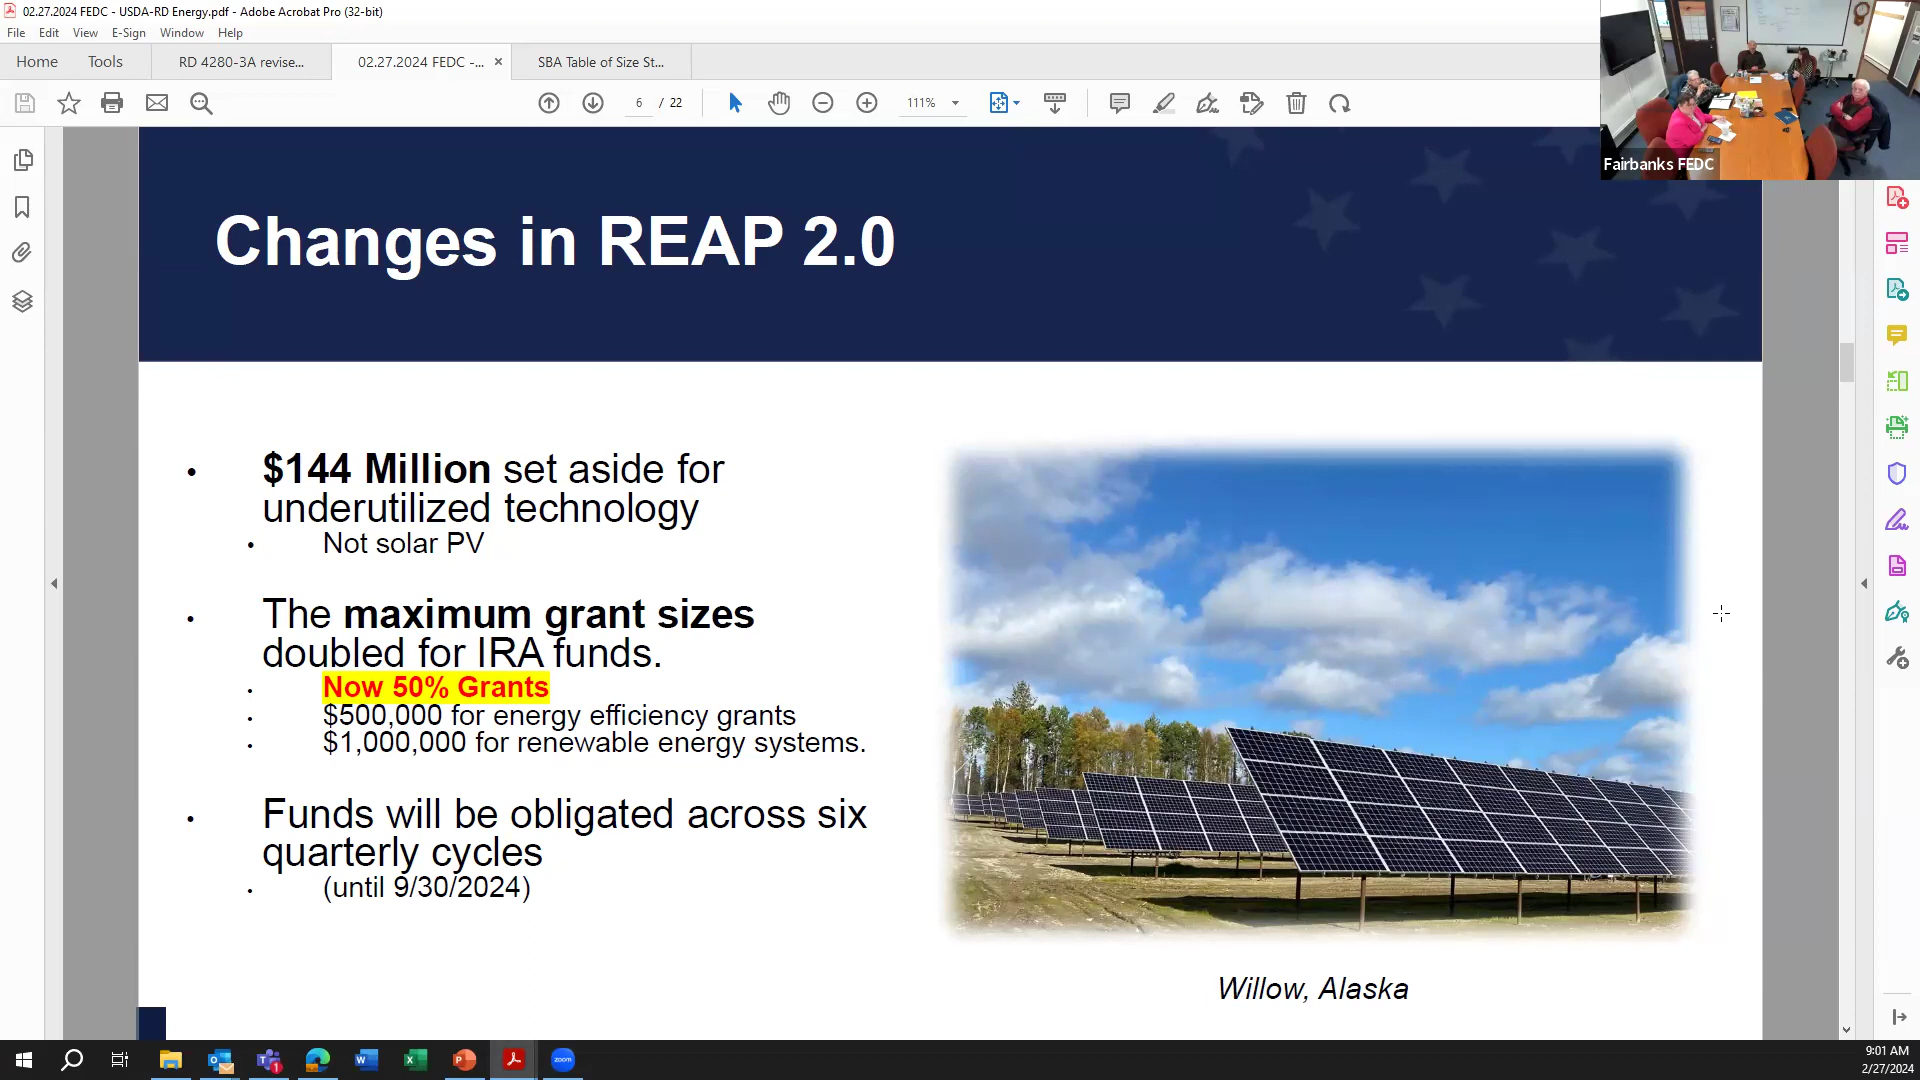 02.27.2024 FEDC - USDA-RD Energy.pdf - Adobe Acrobat Pro (32-bit)
File Edit View E-Sign Window Help
Home Tools RD 4280-3A revise... 02.27.2024 FEDC -... × SBA Table of Size St...
6 / 22 111%
Fairbanks FEDC
Changes in REAP 2.0
• $144 Million set aside for
underutilized technology
• Not solar PV
• The maximum grant sizes
doubled for IRA funds.
• Now 50% Grants
• $500,000 for energy efficiency grants
• $1,000,000 for renewable energy systems.
• Funds will be obligated across six
quarterly cycles
• (until 9/30/2024)
Willow, Alaska
zoom
9:01 AM
2/27/2024